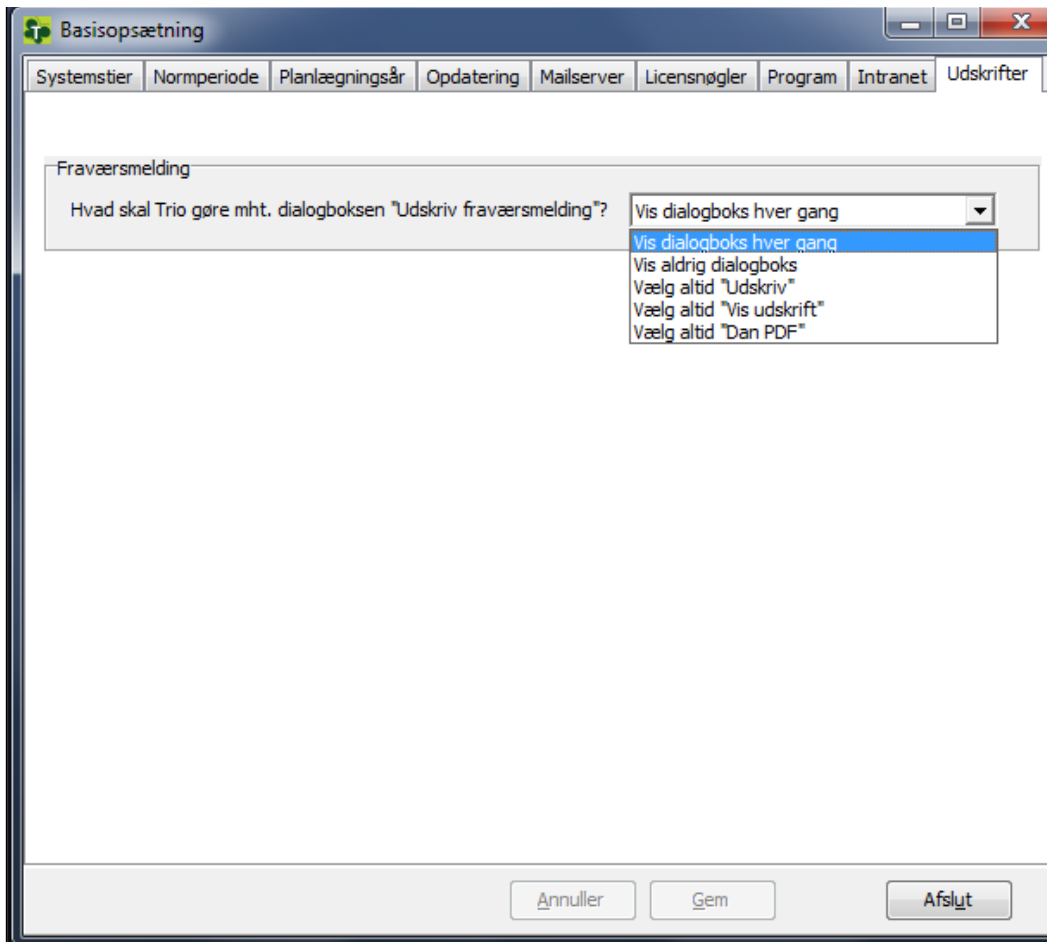 Basisopsætning
Systemstier Normperiode Planlægningsår Opdatering Mailserver Licensnøgler Program Intranet Udskrifter
Fraværsmelding
Hvad skal Trio gøre mht. dialogboksen "Udskriv fraværsmelding"? Vis dialogboks hver gang
Vis dialogboks hver gang
Vis aldrig dialogboks
Vælg altid "Udskriv"
Vælg altid "Vis udskrift"
Vælg altid "Dan PDF"
Annuller Gem Afslut